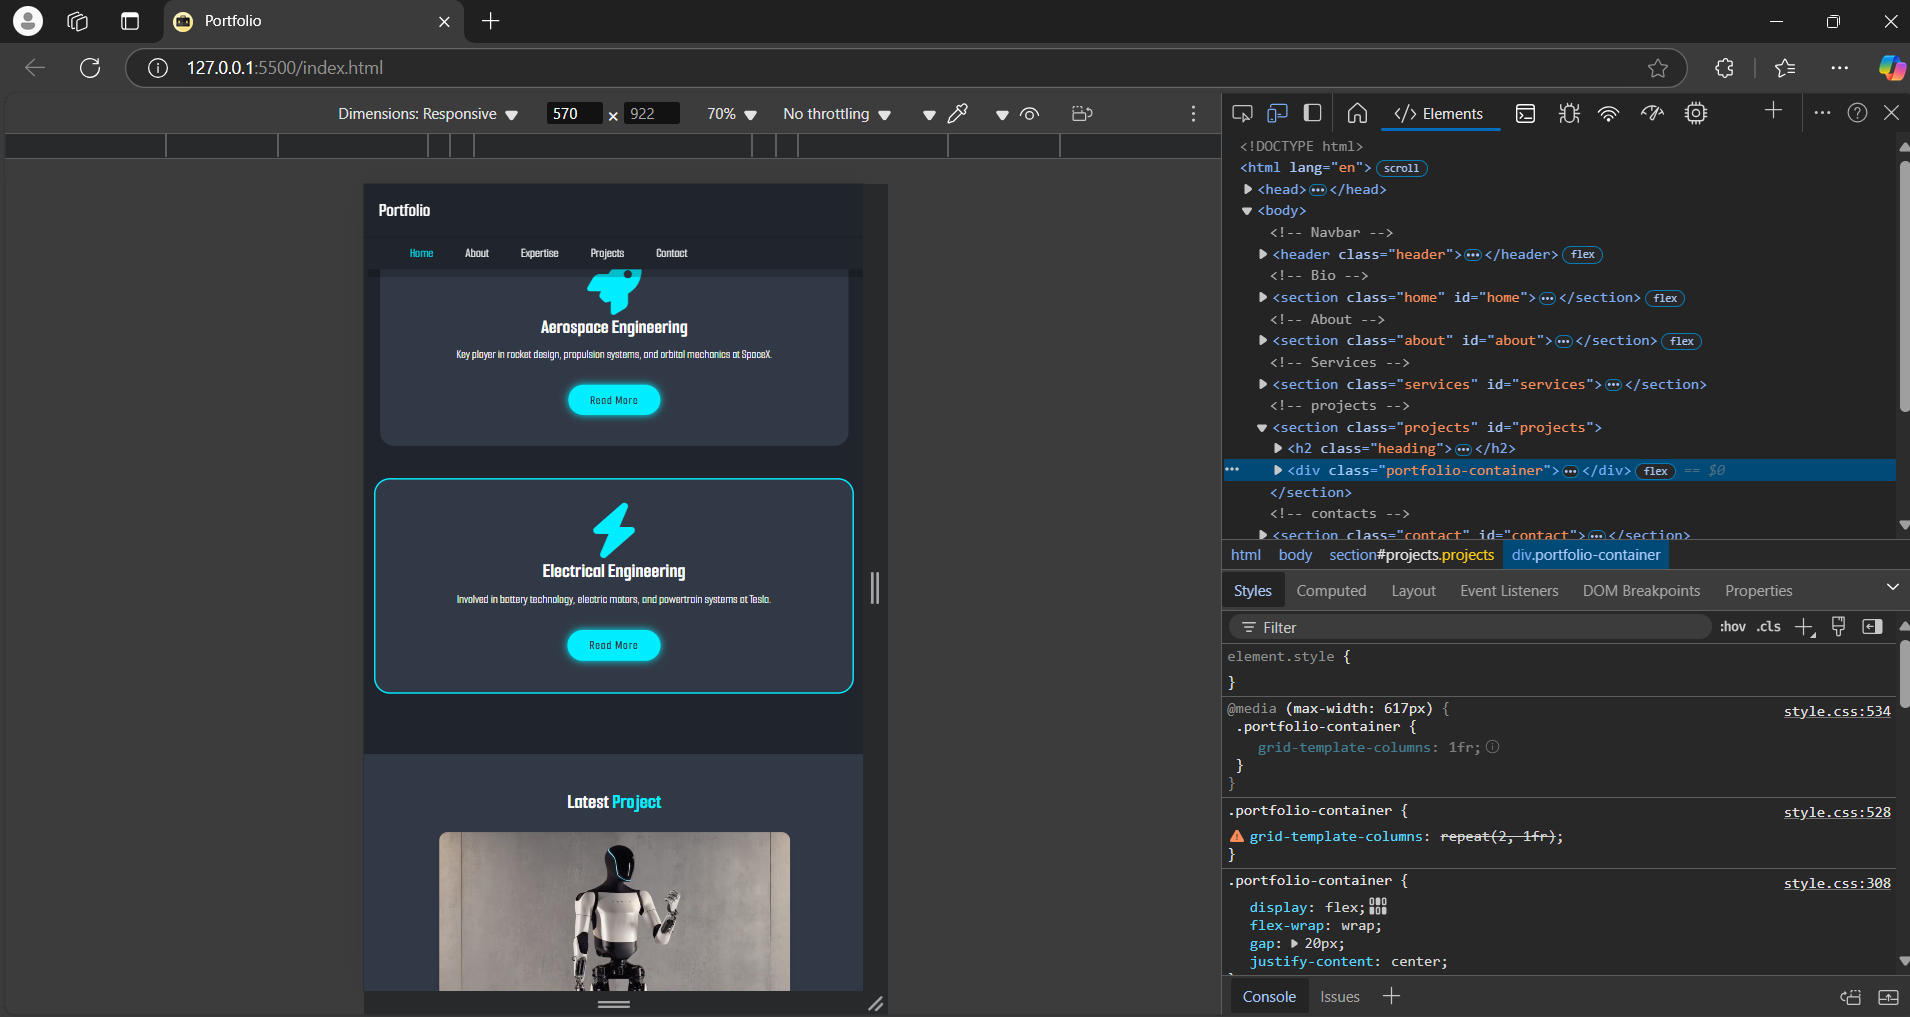 Portfolio
127.0.0.1:5500/index.html
Dimensions: Responsive 570 × 922 70% No throttling
Elements
Portfolio
Home About Expertise Projects Contact
Aerospace Engineering
Key player in rocket design, propulsion systems, and orbital mechanics at SpaceX.
Read More
Electrical Engineering
Involved in battery technology, electric motors, and powertrain systems at Tesla.
Read More
Latest Project
<!DOCTYPE html>
<html lang="en"> scroll
<head> ••• </head>
<body>
<!-- Navbar -->
<header class="header"> ••• </header> flex
<!-- Bio -->
<section class="home" id="home"> ••• </section> flex
<!-- About -->
<section class="about" id="about"> ••• </section> flex
<!-- Services -->
<section class="services" id="services"> ••• </section>
<!-- projects -->
<section class="projects" id="projects">
<h2 class="heading"> ••• </h2>
••• <div class="portfolio-container"> ••• </div> flex == $0
</section>
<!-- contacts -->
<section class="contact" id="contact"> ••• </section>
html body section#projects.projects div.portfolio-container
Styles Computed Layout Event Listeners DOM Breakpoints Properties
Filter :hov .cls
element.style {
}
@media (max-width: 617px) { style.css:534
.portfolio-container {
grid-template-columns: 1fr;
}
}
.portfolio-container { style.css:528
grid-template-columns: repeat(2, 1fr);
}
.portfolio-container { style.css:308
display: flex;
flex-wrap: wrap;
gap: 20px;
justify-content: center;
Console Issues